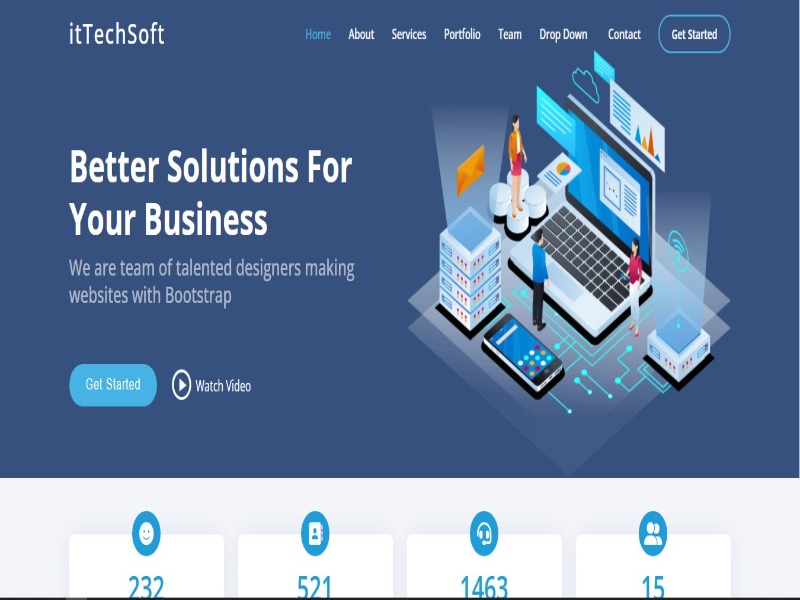 itTechSoft
Home About Services Portfolio Team Drop Down Contact Get Started
Better Solutions For
Your Business
We are team of talented designers making
websites with Bootstrap
Get Started Watch Video
232 521 1463 15